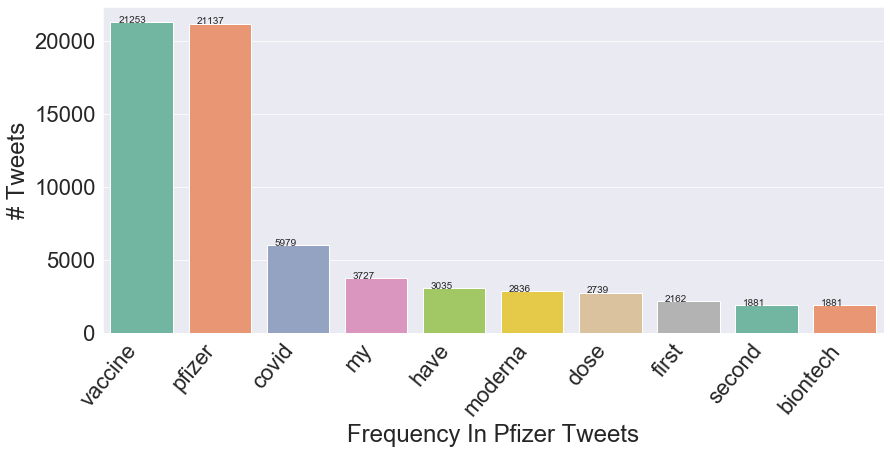 21253
21137
5979
3727
3035
2836
2739
2162
1881
1881
20000
15000
10000
5000
0
# Tweets
vaccine
pfizer
covid
my
have
moderna
dose
first
second
biontech
Frequency In Pfizer Tweets